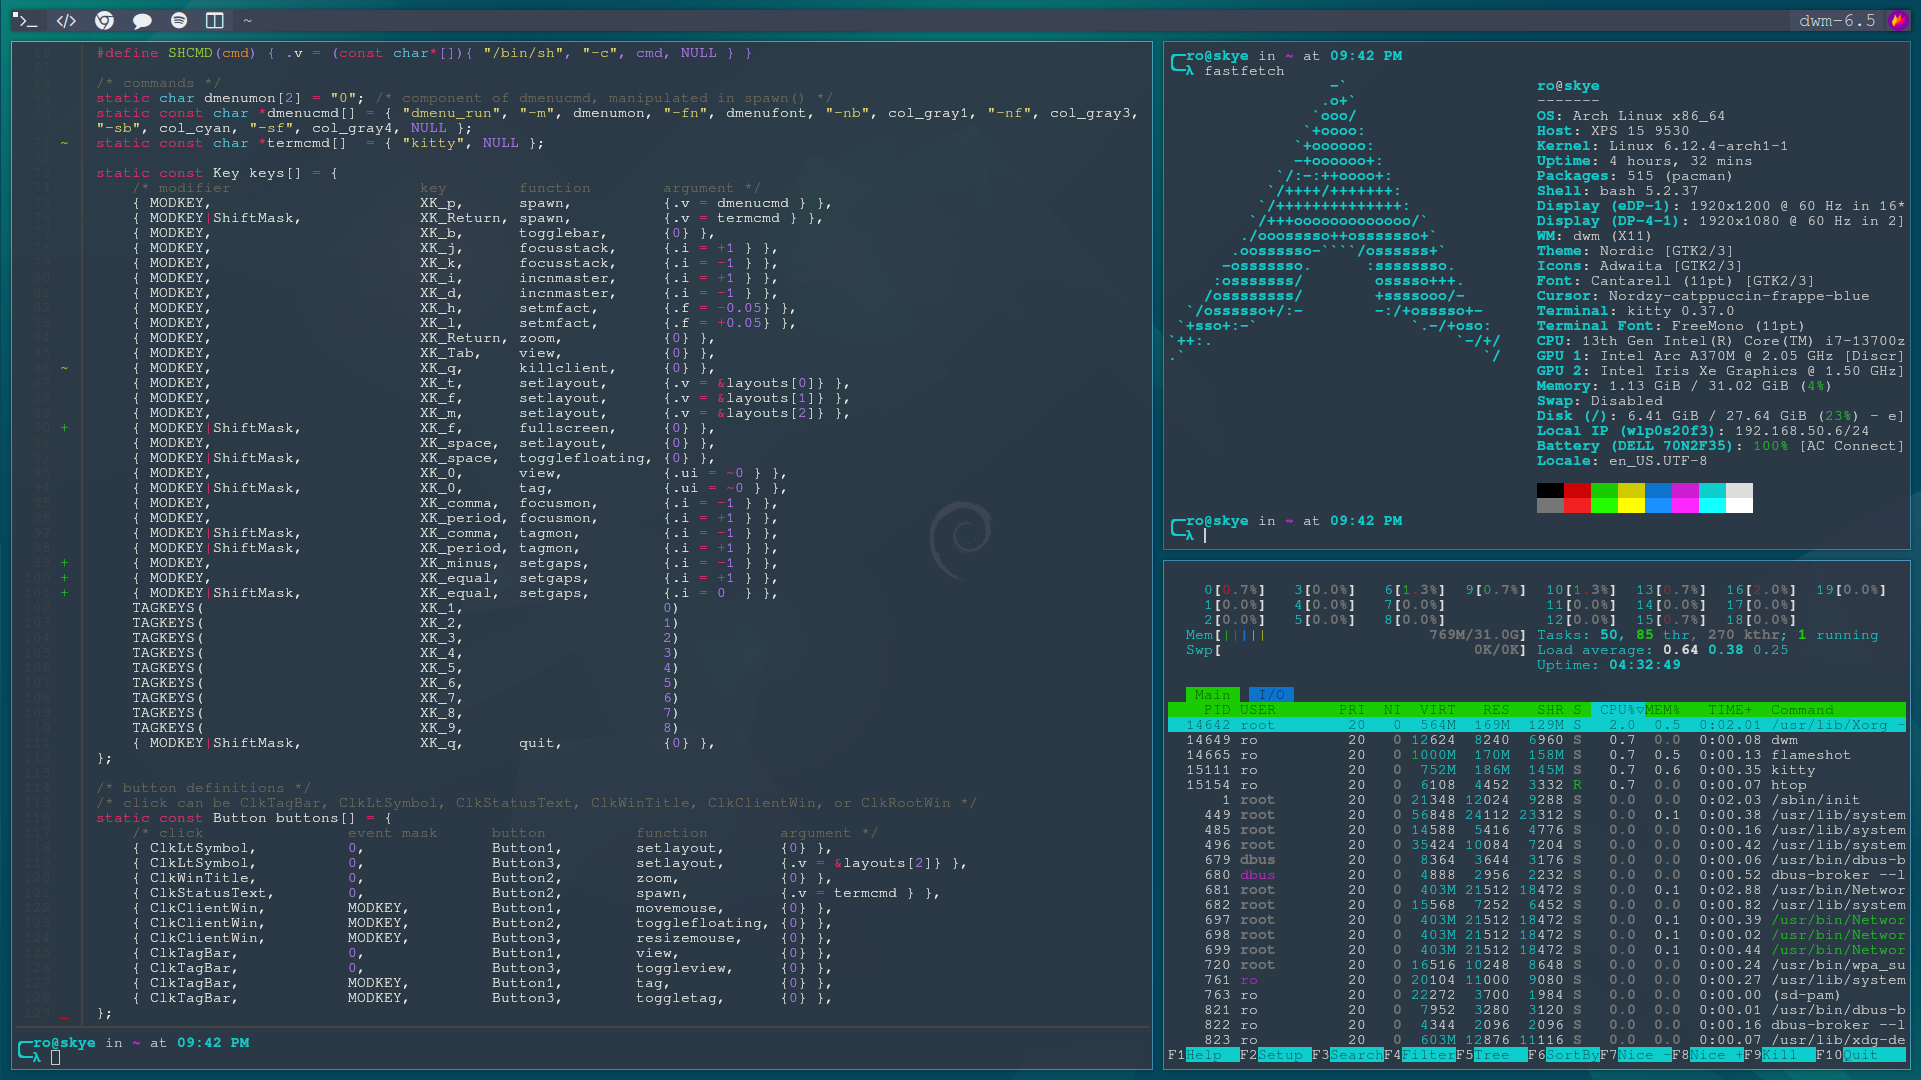 >_ </> ~ dwm-6.5
#define SHCMD(cmd) { .v = (const char*[]){ "/bin/sh", "-c", cmd, NULL } }
/* commands */
static char dmenumon[2] = "0"; /* component of dmenucmd, manipulated in spawn() */
static const char *dmenucmd[] = { "dmenu_run", "-m", dmenumon, "-fn", dmenufont, "-nb", col_gray1, "-nf", col_gray3,
"-sb", col_cyan, "-sf", col_gray4, NULL };
~ static const char *termcmd[]  = { "kitty", NULL };
static const Key keys[] = {
/* modifier                     key        function        argument */
{ MODKEY,                       XK_p,      spawn,          {.v = dmenucmd } },
{ MODKEY|ShiftMask,             XK_Return, spawn,          {.v = termcmd } },
{ MODKEY,                       XK_b,      togglebar,      {0} },
{ MODKEY,                       XK_j,      focusstack,     {.i = +1 } },
{ MODKEY,                       XK_k,      focusstack,     {.i = -1 } },
{ MODKEY,                       XK_i,      incnmaster,     {.i = +1 } },
{ MODKEY,                       XK_d,      incnmaster,     {.i = -1 } },
{ MODKEY,                       XK_h,      setmfact,       {.f = -0.05} },
{ MODKEY,                       XK_l,      setmfact,       {.f = +0.05} },
{ MODKEY,                       XK_Return, zoom,           {0} },
{ MODKEY,                       XK_Tab,    view,           {0} },
~ { MODKEY,                       XK_q,      killclient,     {0} },
{ MODKEY,                       XK_t,      setlayout,      {.v = &layouts[0]} },
{ MODKEY,                       XK_f,      setlayout,      {.v = &layouts[1]} },
{ MODKEY,                       XK_m,      setlayout,      {.v = &layouts[2]} },
90 + { MODKEY|ShiftMask,             XK_f,      fullscreen,     {0} },
{ MODKEY,                       XK_space,  setlayout,      {0} },
{ MODKEY|ShiftMask,             XK_space,  togglefloating, {0} },
{ MODKEY,                       XK_0,      view,           {.ui = ~0 } },
{ MODKEY|ShiftMask,             XK_0,      tag,            {.ui = ~0 } },
{ MODKEY,                       XK_comma,  focusmon,       {.i = -1 } },
{ MODKEY,                       XK_period, focusmon,       {.i = +1 } },
{ MODKEY|ShiftMask,             XK_comma,  tagmon,         {.i = -1 } },
{ MODKEY|ShiftMask,             XK_period, tagmon,         {.i = +1 } },
99 + { MODKEY,                       XK_minus,  setgaps,        {.i = -1 } },
100 + { MODKEY,                       XK_equal,  setgaps,        {.i = +1 } },
101 + { MODKEY|ShiftMask,             XK_equal,  setgaps,        {.i = 0  } },
102 TAGKEYS(                        XK_1,                      0)
103 TAGKEYS(                        XK_2,                      1)
104 TAGKEYS(                        XK_3,                      2)
105 TAGKEYS(                        XK_4,                      3)
106 TAGKEYS(                        XK_5,                      4)
107 TAGKEYS(                        XK_6,                      5)
108 TAGKEYS(                        XK_7,                      6)
109 TAGKEYS(                        XK_8,                      7)
110 TAGKEYS(                        XK_9,                      8)
111 { MODKEY|ShiftMask,             XK_q,      quit,           {0} },
112 };
113
114 /* button definitions */
115 /* click can be ClkTagBar, ClkLtSymbol, ClkStatusText, ClkWinTitle, ClkClientWin, or ClkRootWin */
116 static const Button buttons[] = {
117 /* click                event mask      button          function        argument */
118 { ClkLtSymbol,          0,              Button1,        setlayout,      {0} },
119 { ClkLtSymbol,          0,              Button3,        setlayout,      {.v = &layouts[2]} },
120 { ClkWinTitle,          0,              Button2,        zoom,           {0} },
121 { ClkStatusText,        0,              Button2,        spawn,          {.v = termcmd } },
122 { ClkClientWin,         MODKEY,         Button1,        movemouse,      {0} },
123 { ClkClientWin,         MODKEY,         Button2,        togglefloating, {0} },
124 { ClkClientWin,         MODKEY,         Button3,        resizemouse,    {0} },
125 { ClkTagBar,            0,              Button1,        view,           {0} },
126 { ClkTagBar,            0,              Button3,        toggleview,     {0} },
127 { ClkTagBar,            MODKEY,         Button1,        tag,            {0} },
128 { ClkTagBar,            MODKEY,         Button3,        toggletag,      {0} },
129 _ };
ro@skye in ~ at 09:42 PM
λ
ro@skye in ~ at 09:42 PM
λ fastfetch
ro@skye
-------
OS: Arch Linux x86_64
Host: XPS 15 9530
Kernel: Linux 6.12.4-arch1-1
Uptime: 4 hours, 32 mins
Packages: 515 (pacman)
Shell: bash 5.2.37
Display (eDP-1): 1920x1200 @ 60 Hz in 16"
Display (DP-4-1): 1920x1080 @ 60 Hz in 2]
WM: dwm (X11)
Theme: Nordic [GTK2/3]
Icons: Adwaita [GTK2/3]
Font: Cantarell (11pt) [GTK2/3]
Cursor: Nordzy-catppuccin-frappe-blue
Terminal: kitty 0.37.0
Terminal Font: FreeMono (11pt)
CPU: 13th Gen Intel(R) Core(TM) i7-13700z
GPU 1: Intel Arc A370M @ 2.05 GHz [Discr]
GPU 2: Intel Iris Xe Graphics @ 1.50 GHz]
Memory: 1.13 GiB / 31.02 GiB (4%)
Swap: Disabled
Disk (/): 6.41 GiB / 27.64 GiB (23%) - e]
Local IP (wlp0s20f3): 192.168.50.6/24
Battery (DELL 70N2F35): 100% [AC Connect]
Locale: en_US.UTF-8
ro@skye in ~ at 09:42 PM
λ
0[0.7%] 3[0.0%] 6[1.3%] 9[0.7%] 10[1.3%] 13[0.7%] 16[2.0%] 19[0.0%]
1[0.0%] 4[0.0%] 7[0.0%] 11[0.0%] 14[0.0%] 17[0.0%]
2[0.0%] 5[0.0%] 8[0.0%] 12[0.0%] 15[0.7%] 18[0.0%]
Mem[||||| 769M/31.0G] Tasks: 50, 85 thr, 270 kthr; 1 running
Swp[ 0K/0K] Load average: 0.64 0.38 0.25
Uptime: 04:32:49
Main I/O
PID USER PRI NI VIRT RES SHR S CPU%▽MEM% TIME+ Command
14642 root 20 0 564M 169M 129M S 2.0 0.5 0:02.01 /usr/lib/Xorg -
14649 ro 20 0 12624 8240 6960 S 0.7 0.0 0:00.08 dwm
14665 ro 20 0 1000M 170M 158M S 0.7 0.5 0:00.13 flameshot
15111 ro 20 0 752M 186M 145M S 0.7 0.6 0:00.35 kitty
15154 ro 20 0 6108 4452 3332 R 0.7 0.0 0:00.07 htop
1 root 20 0 21348 12024 9288 S 0.0 0.0 0:02.03 /sbin/init
449 root 20 0 56848 24112 23312 S 0.0 0.1 0:00.38 /usr/lib/system
485 root 20 0 14588 5416 4776 S 0.0 0.0 0:00.16 /usr/lib/system
496 root 20 0 35424 10084 7204 S 0.0 0.0 0:00.42 /usr/lib/system
679 dbus 20 0 8364 3644 3176 S 0.0 0.0 0:00.06 /usr/bin/dbus-b
680 dbus 20 0 4888 2956 2232 S 0.0 0.0 0:00.52 dbus-broker --l
681 root 20 0 403M 21512 18472 S 0.0 0.1 0:02.88 /usr/bin/Networ
682 root 20 0 15568 7252 6452 S 0.0 0.0 0:00.82 /usr/lib/system
697 root 20 0 403M 21512 18472 S 0.0 0.1 0:00.39 /usr/bin/Networ
698 root 20 0 403M 21512 18472 S 0.0 0.1 0:00.02 /usr/bin/Networ
699 root 20 0 403M 21512 18472 S 0.0 0.1 0:00.44 /usr/bin/Networ
720 root 20 0 16516 10248 8648 S 0.0 0.0 0:00.24 /usr/bin/wpa_su
761 ro 20 0 20104 11000 9080 S 0.0 0.0 0:00.27 /usr/lib/system
763 ro 20 0 22272 3700 1984 S 0.0 0.0 0:00.00 (sd-pam)
821 ro 20 0 7952 3280 3120 S 0.0 0.0 0:00.01 /usr/bin/dbus-b
822 ro 20 0 4344 2096 2096 S 0.0 0.0 0:00.16 dbus-broker --l
823 ro 20 0 603M 12876 11116 S 0.0 0.0 0:00.07 /usr/lib/xdg-de
F1Help F2Setup F3SearchF4FilterF5Tree F6SortByF7Nice -F8Nice +F9Kill F10Quit